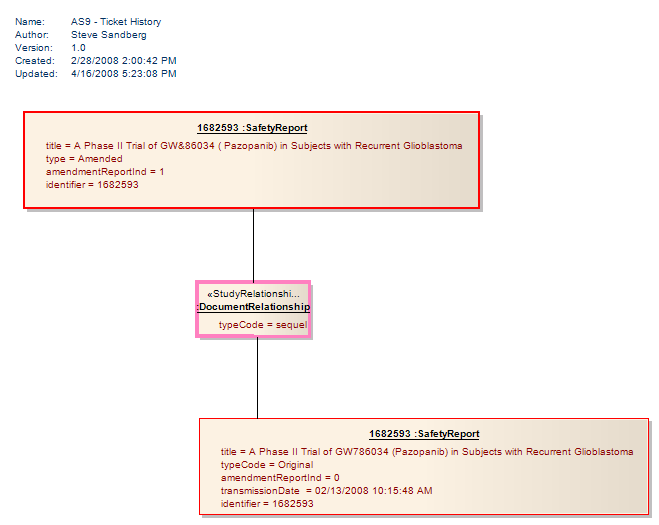 Name: AS9 - Ticket History
Author: Steve Sandberg
Version: 1.0
Created: 2/28/2008 2:00:42 PM
Updated: 4/16/2008 5:23:08 PM
1682593 :SafetyReport
title = A Phase II Trial of GW&86034 ( Pazopanib) in Subjects with Recurrent Glioblastoma
type = Amended
amendmentReportInd = 1
identifier = 1682593
«StudyRelationshi...
:DocumentRelationship
typeCode = sequel
1682593 :SafetyReport
title = A Phase II Trial of GW786034 (Pazopanib) in Subjects with Recurrent Glioblastoma
typeCode = Original
amendmentReportInd = 0
transmissionDate  = 02/13/2008 10:15:48 AM
identifier = 1682593